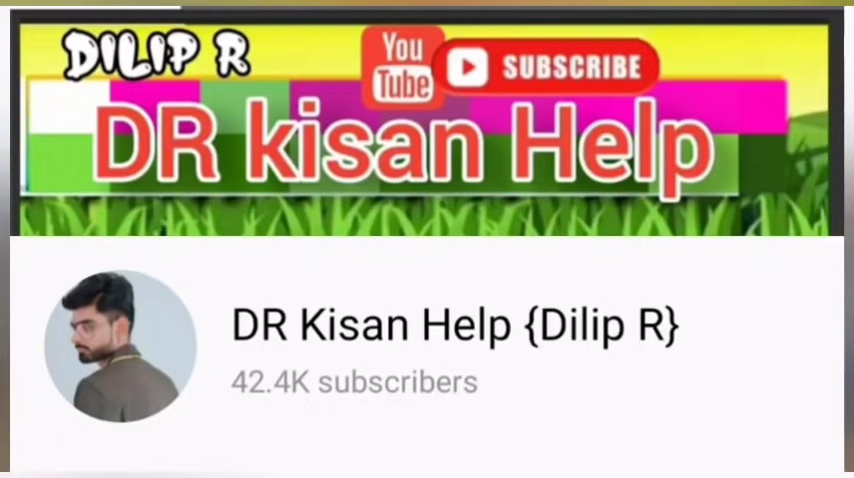 DILIP R
You
Tube
SUBSCRIBE
DR kisan Help
DR Kisan Help {Dilip R}
42.4K subscribers